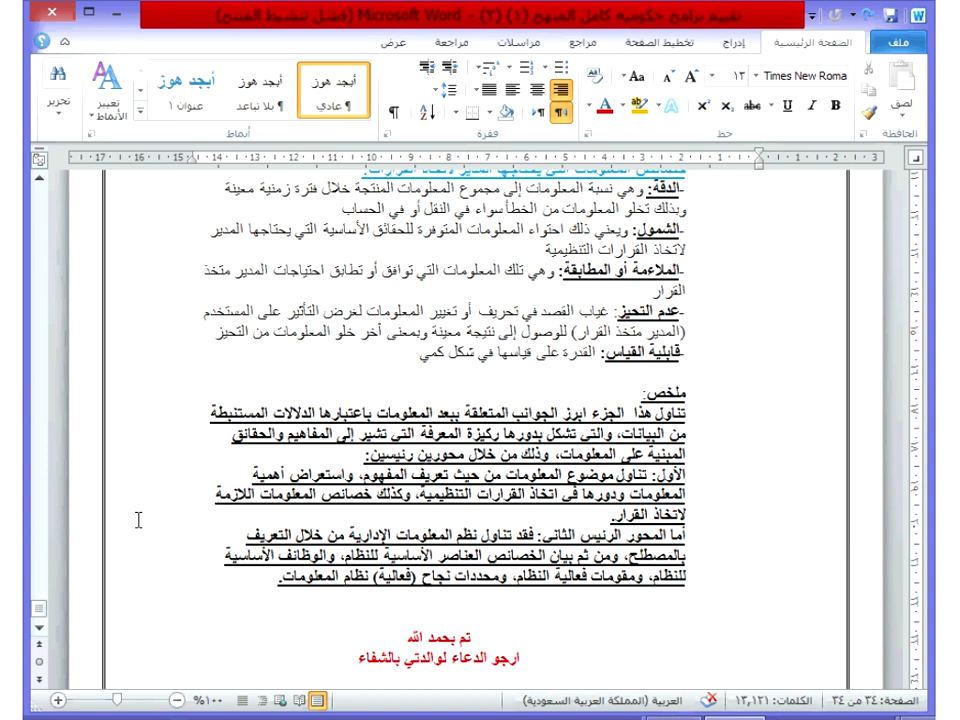 تقييم برامج حكومية كامل المنهج (١) (٢) - Microsoft Word (فشل تنشيط المنتج)
ملف الصفحة الرئيسية إدراج تخطيط الصفحة مراجع مراسلات مراجعة عرض
لصق
Times New Roma ١٣
أبجد هوز أبجد هوز أبجد هوز
¶ عادي ¶ بلا تباعد عنوان ١
تغيير الأنماط
تحرير
الحافظة خط فقرة أنماط
-الدقة: وهي نسبة المعلومات إلى مجموع المعلومات المنتجة خلال فترة زمنية معينة
وبذلك تخلو المعلومات من الخطأ سواء في النقل أو في الحساب
-الشمول: ويعني ذلك احتواء المعلومات المتوفرة للحقائق الأساسية التي يحتاجها المدير
لاتخاذ القرارات التنظيمية
-الملاءمة أو المطابقة: وهي تلك المعلومات التي توافق أو تطابق احتياجات المدير متخذ
القرار
-عدم التحيز: غياب القصد في تحريف أو تغيير المعلومات لغرض التأثير على المستخدم
(المدير متخذ القرار) للوصول إلى نتيجة معينة وبمعنى آخر خلو المعلومات من التحيز
-قابلية القياس: القدرة على قياسها في شكل كمي
ملخص:
تناول هذا الجزء ابرز الجوانب المتعلقة ببعد المعلومات باعتبارها الدلالات المستنبطة
من البيانات، والتي تشكل بدورها ركيزة المعرفة التي تشير إلى المفاهيم والحقائق
المبنية على المعلومات، وذلك من خلال محورين رئيسين:
الأول: تناول موضوع المعلومات من حيث تعريف المفهوم، واستعراض أهمية
المعلومات ودورها في اتخاذ القرارات التنظيمية، وكذلك خصائص المعلومات اللازمة
لاتخاذ القرار.
أما المحور الرئيس الثاني: فقد تناول نظم المعلومات الإدارية من خلال التعريف
بالمصطلح، ومن ثم بيان الخصائص العناصر الأساسية للنظام، والوظائف الأساسية
للنظام، ومقومات فعالية النظام، ومحددات نجاح (فعالية) نظام المعلومات.
تم بحمد الله
ارجو الدعاء لوالدتي بالشفاء
الصفحة: ٣٤ من ٣٤ الكلمات: ١٣,١٢١ العربية (المملكة العربية السعودية) ١٠٠%